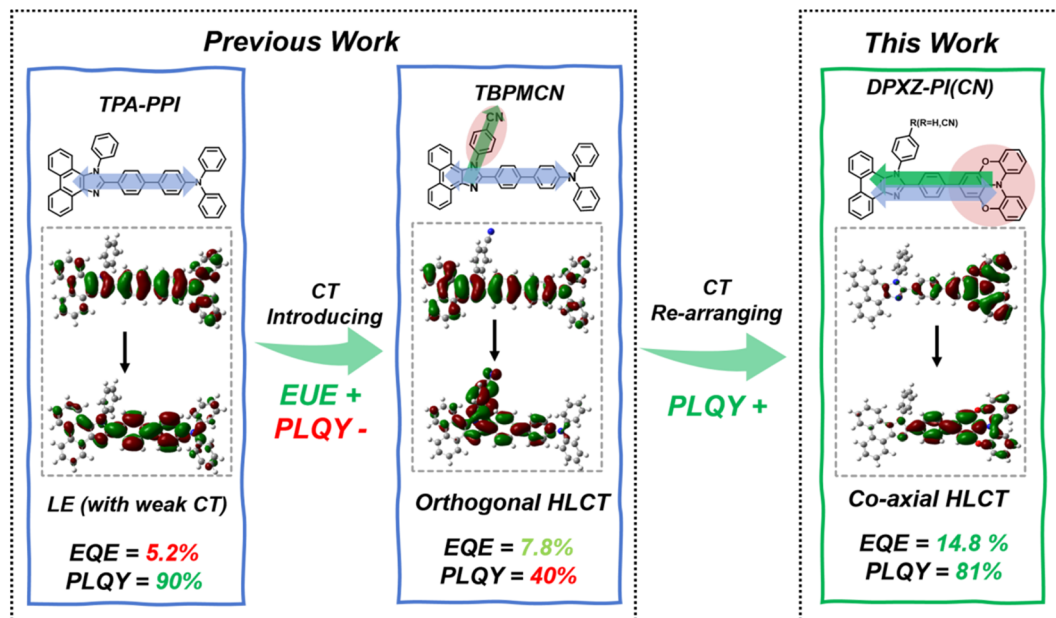 Previous Work
TPA-PPI
N
N
N
LE (with weak CT)
EQE = 5.2%
PLQY = 90%
CT
Introducing
EUE +
PLQY -
TBPMCN
CN
N
N
N
Orthogonal HLCT
EQE = 7.8%
PLQY = 40%
CT
Re-arranging
PLQY +
This Work
DPXZ-PI(CN)
R(R=H,CN)
N
N
O
N
O
Co-axial HLCT
EQE = 14.8 %
PLQY = 81%